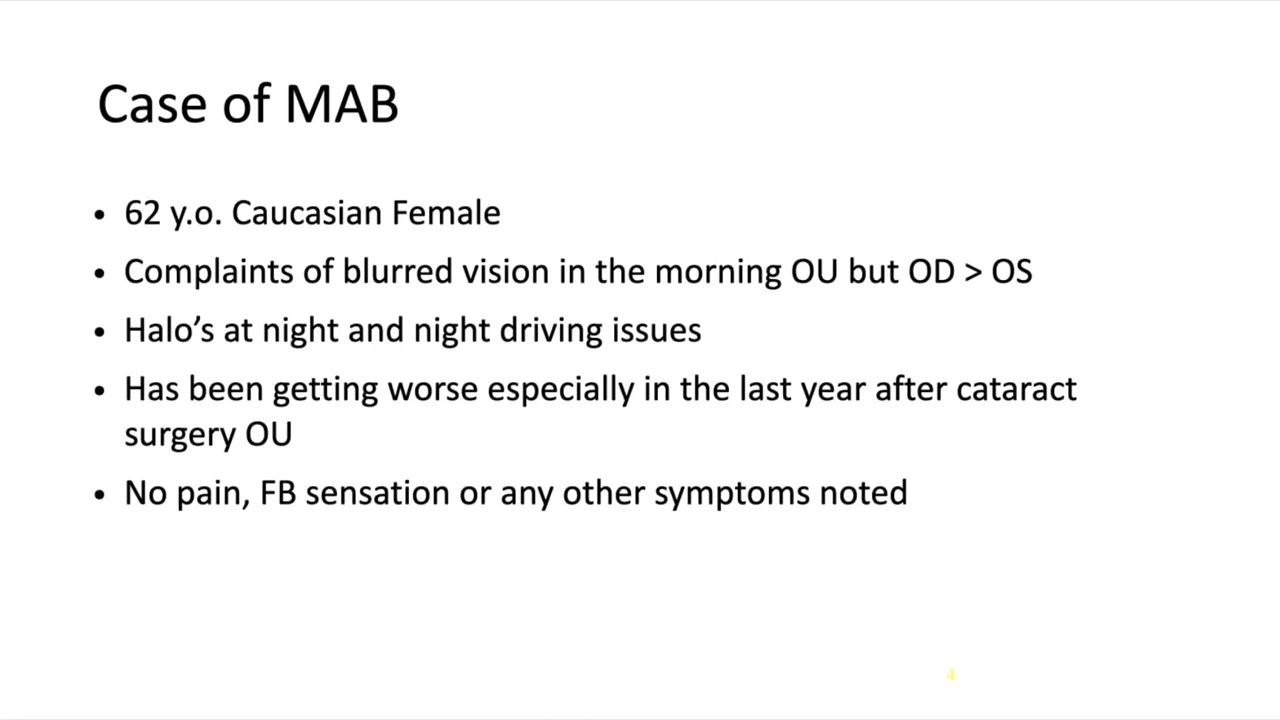 Case of MAB
• 62 y.o. Caucasian Female
• Complaints of blurred vision in the morning OU but OD > OS
• Halo’s at night and night driving issues
• Has been getting worse especially in the last year after cataract
surgery OU
• No pain, FB sensation or any other symptoms noted
4